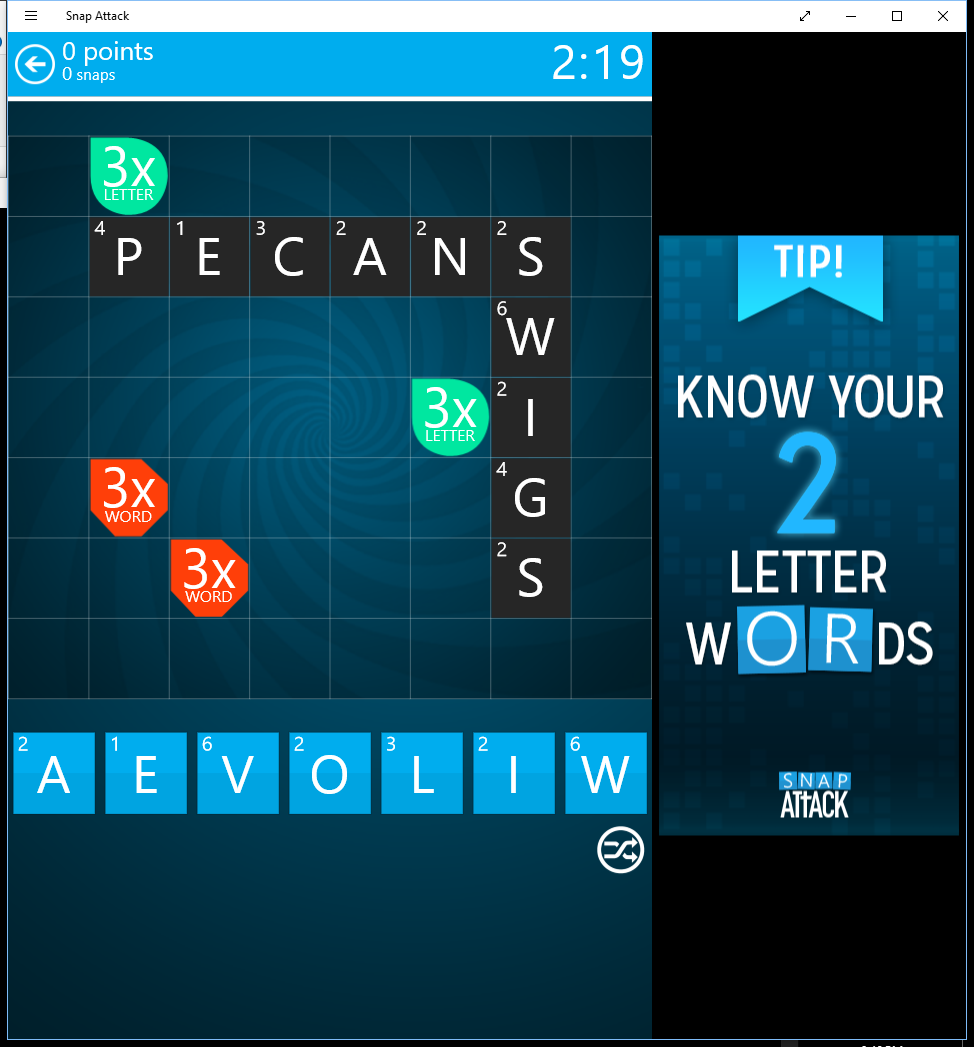 Snap Attack
0 points
0 snaps
2:19
3x
LETTER
4 P 1 E 3 C 2 A 2 N 2 S
6 W
3x
LETTER
2 I
3x
WORD
4 G
3x
WORD
2 S
2 A 1 E 6 V 2 O 3 L 2 I 6 W
TIP!
KNOW YOUR
2
LETTER
WORDS
SNAP
ATTACK